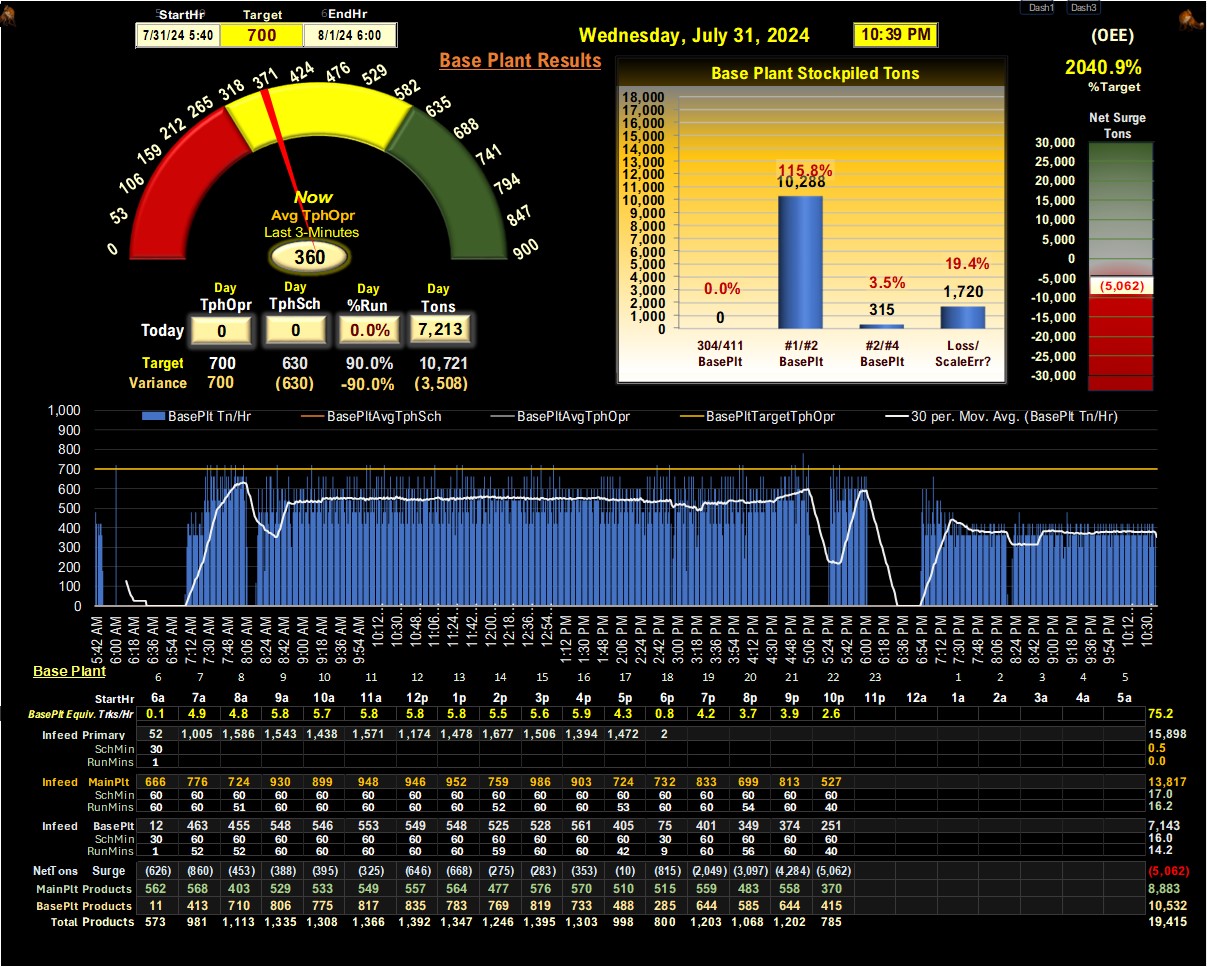 StartHr Target EndHr
7/31/24 5:40 700 8/1/24 6:00
Dash1 Dash3
Wednesday, July 31, 2024 10:39 PM
(OEE)
2040.9%
%Target
Base Plant Results
0 53 106 159 212 265 318 371 424 476 529 582 635 688 741 794 847 900
Now
Avg TphOpr
Last 3-Minutes
360
Day Day Day Day
TphOpr TphSch %Run Tons
Today 0 0 0.0% 7,213
Target 700 630 90.0% 10,721
Variance 700 (630) -90.0% (3,508)
Base Plant Stockpiled Tons
18,000
17,000
16,000
15,000
14,000
13,000
12,000
11,000
10,000
9,000
8,000
7,000
6,000
5,000
4,000
3,000
2,000
1,000
0
0.0% 115.8% 3.5% 19.4%
0 10,288 315 1,720
304/411 #1/#2 #2/#4 Loss/
BasePlt BasePlt BasePlt ScaleErr?
Net Surge
Tons
30,000
25,000
20,000
15,000
10,000
5,000
0
-5,000
(5,062)
-10,000
-15,000
-20,000
-25,000
-30,000
BasePlt Tn/Hr BasePltAvgTphSch BasePltAvgTphOpr BasePltTargetTphOpr 30 per. Mov. Avg. (BasePlt Tn/Hr)
1,000
900
800
700
600
500
400
300
200
100
0
5:42 AM 6:00 AM 6:18 AM 6:36 AM 6:54 AM 7:12 AM 7:30 AM 7:48 AM 8:06 AM 8:24 AM 8:42 AM 9:00 AM 9:18 AM 9:36 AM 9:54 AM 10:12… 10:30… 10:48… 11:06… 11:24… 11:42… 12:00… 12:18… 12:36… 12:54… 1:12 PM 1:30 PM 1:48 PM 2:06 PM 2:24 PM 2:42 PM 3:00 PM 3:18 PM 3:36 PM 3:54 PM 4:12 PM 4:30 PM 4:48 PM 5:06 PM 5:24 PM 5:42 PM 6:00 PM 6:18 PM 6:36 PM 6:54 PM 7:12 PM 7:30 PM 7:48 PM 8:06 PM 8:24 PM 8:42 PM 9:00 PM 9:18 PM 9:36 PM 9:54 PM 10:12… 10:30…
Base Plant
6 7 8 9 10 11 12 13 14 15 16 17 18 19 20 21 22 23 1 2 3 4 5
StartHr 6a 7a 8a 9a 10a 11a 12p 1p 2p 3p 4p 5p 6p 7p 8p 9p 10p 11p 12a 1a 2a 3a 4a 5a
BasePlt Equiv. Trks/Hr 0.1 4.9 4.8 5.8 5.7 5.8 5.8 5.8 5.5 5.6 5.9 4.3 0.8 4.2 3.7 3.9 2.6 75.2
Infeed Primary 52 1,005 1,586 1,543 1,438 1,571 1,174 1,478 1,677 1,506 1,394 1,472 2 15,898
SchMin 30 0.5
RunMins 1 0.0
Infeed MainPlt 666 776 724 930 899 948 946 952 759 986 903 724 732 833 699 813 527 13,817
SchMin 60 60 60 60 60 60 60 60 60 60 60 60 60 60 60 60 60 17.0
RunMins 60 60 51 60 60 60 60 60 52 60 60 53 60 60 54 60 40 16.2
Infeed BasePlt 12 463 455 548 546 553 549 548 525 528 561 405 75 401 349 374 251 7,143
SchMin 30 60 60 60 60 60 60 60 60 60 60 60 30 60 60 60 60 16.0
RunMins 1 52 52 60 60 60 60 60 59 60 60 42 9 60 56 60 40 14.2
NetTons Surge (626) (860) (453) (388) (395) (325) (646) (668) (275) (283) (353) (10) (815) (2,049) (3,097) (4,284) (5,062) (5,062)
MainPlt Products 562 568 403 529 533 549 557 564 477 576 570 510 515 559 483 558 370 8,883
BasePlt Products 11 413 710 806 775 817 835 783 769 819 733 488 285 644 585 644 415 10,532
Total Products 573 981 1,113 1,335 1,308 1,366 1,392 1,347 1,246 1,395 1,303 998 800 1,203 1,068 1,202 785 19,415